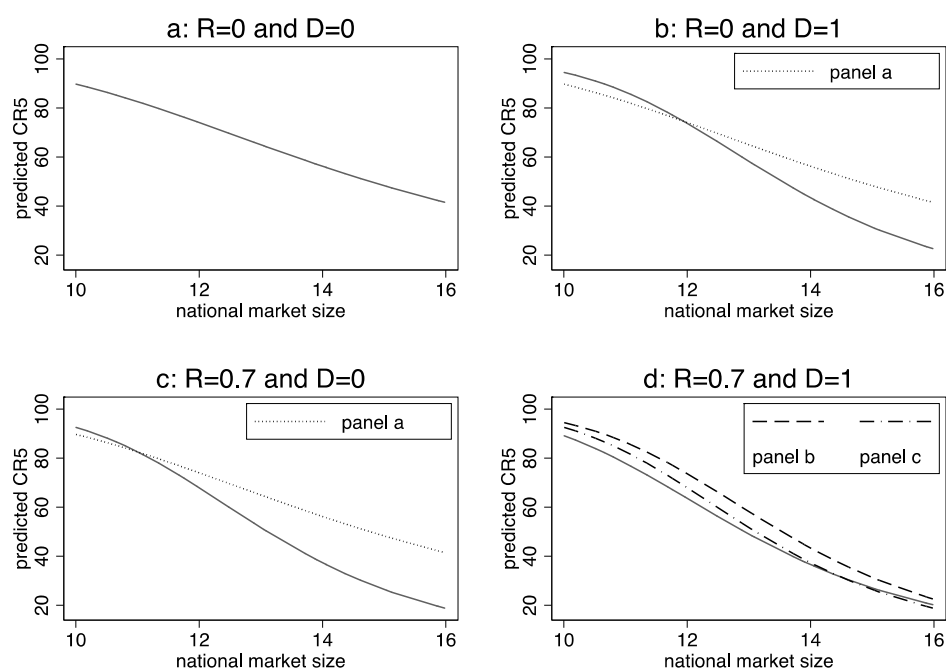 a: R=0 and D=0
predicted CR5
100
80
60
40
20
10 12 14 16
national market size
b: R=0 and D=1
panel a
predicted CR5
100
80
60
40
20
10 12 14 16
national market size
c: R=0.7 and D=0
panel a
predicted CR5
100
80
60
40
20
10 12 14 16
national market size
d: R=0.7 and D=1
panel b panel c
predicted CR5
100
80
60
40
20
10 12 14 16
national market size